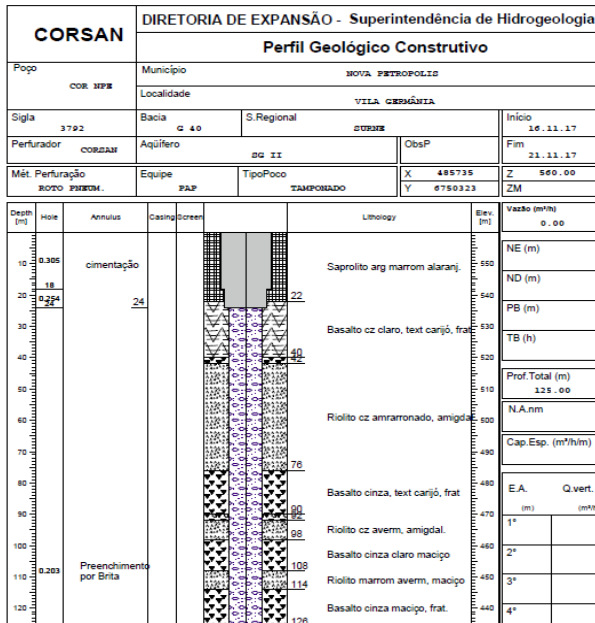 CORSAN
DIRETORIA DE EXPANSÃO - Superintendência de Hidrogeologia
Perfil Geológico Construtivo
Poço
COR NPE
Município
NOVA PETROPOLIS
Localidade
VILA GERMÂNIA
Sigla
3792
Bacia
G 40
S.Regional
SURNE
Início
16.11.17
Perfurador
CORSAN
Aqüífero
SG II
ObsP
Fim
21.11.17
Mét. Perfuração
ROTO PNEUM.
Equipe
PAP
TipoPoco
TAMPONADO
X 485735
Y 6750323
Z 560.00
ZM
Depth [m]
Hole
Annulus
Casing
Screen
Lithology
Elev. [m]
Vazão (m³/h)
0.00
NE (m)
ND (m)
PB (m)
TB (h)
Prof.Total (m)
125.00
N.A.nm
Cap.Esp. (m³/h/m)
E.A.
Q.vert.
(m)
1°
2°
3°
4°
10
20
30
40
50
60
70
80
90
100
110
120
0.305
18
0.254
24
0.203
cimentação
24
Preenchimento
por Brita
22
40
42
76
90
92
98
108
114
126
Saprolito arg marrom alaranj.
Basalto cz claro, text carijó, frat
Riolito cz amrarronado, amigdal
Basalto cinza, text carijó, frat
Riolito cz averm, amigdal.
Basalto cinza claro maciço
Riolito marrom averm, maciço
Basalto cinza maciço, frat.
550
540
530
520
510
500
490
480
470
460
450
440